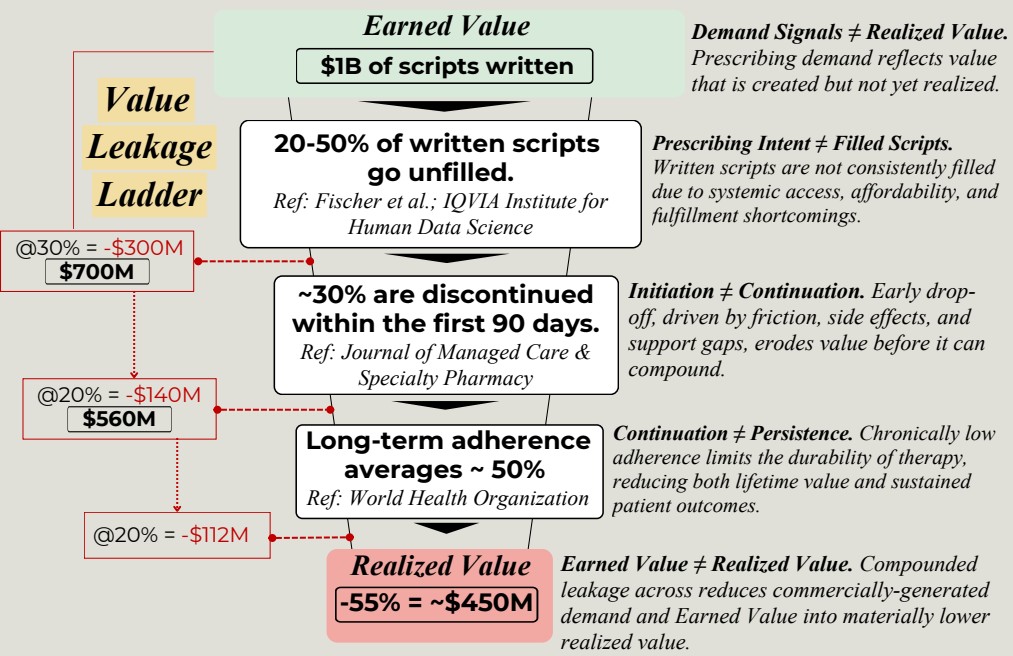 Earned Value
$1B of scripts written
Demand Signals ≠ Realized Value.
Prescribing demand reflects value
that is created but not yet realized.
Value
Leakage
Ladder
20-50% of written scripts
go unfilled.
Ref: Fischer et al.; IQVIA Institute for
Human Data Science
Prescribing Intent ≠ Filled Scripts.
Written scripts are not consistently filled
due to systemic access, affordability, and
fulfillment shortcomings.
@30% = -$300M
$700M
~30% are discontinued
within the first 90 days.
Ref: Journal of Managed Care &
Specialty Pharmacy
Initiation ≠ Continuation. Early drop-
off, driven by friction, side effects, and
support gaps, erodes value before it can
compound.
@20% = -$140M
$560M
Long-term adherence
averages ~ 50%
Ref: World Health Organization
Continuation ≠ Persistence. Chronically low
adherence limits the durability of therapy,
reducing both lifetime value and sustained
patient outcomes.
@20% = -$112M
Realized Value
-55% = ~$450M
Earned Value ≠ Realized Value. Compounded
leakage across reduces commercially-generated
demand and Earned Value into materially lower
realized value.